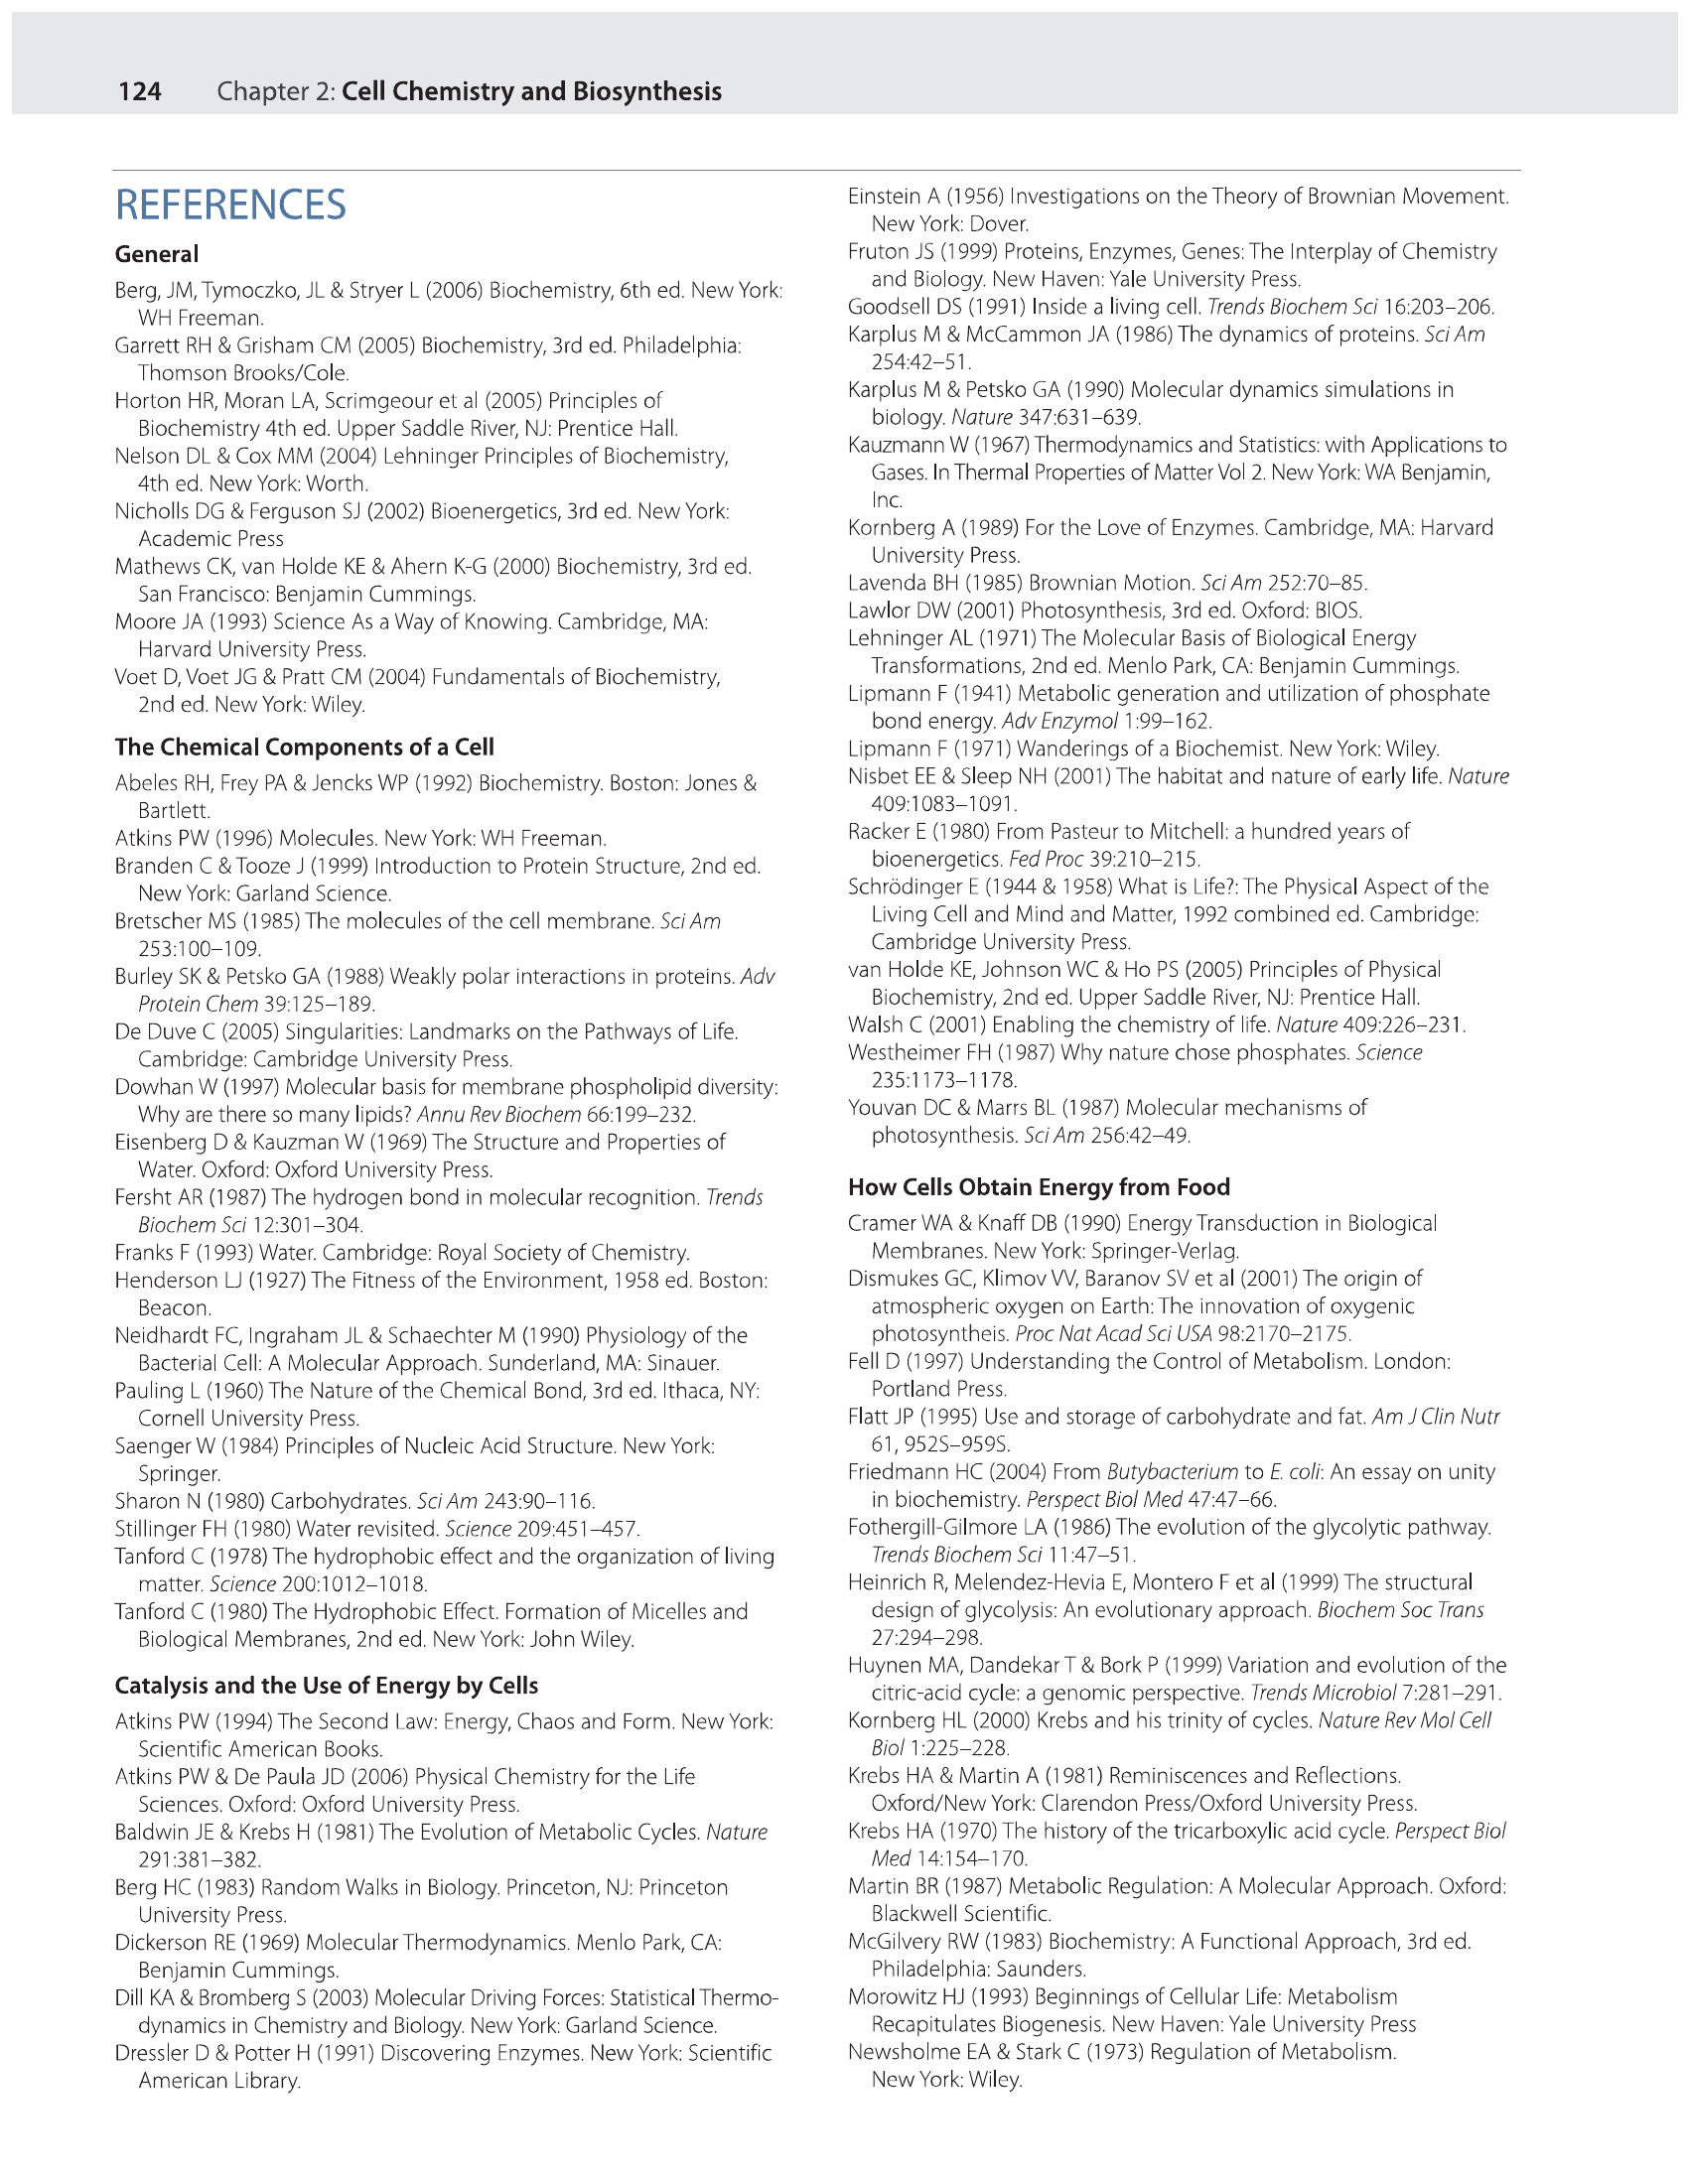 124 Chapter 2: Cell Chemistry and Biosynthesis
REFERENCES
General
Berg, JM, Tymoczko, JL & Stryer L (2006) Biochemistry, 6th ed. New York:
WH Freeman.
Garrett RH & Grisham CM (2005) Biochemistry, 3rd ed. Philadelphia:
Thomson Brooks/Cole.
Horton HR, Moran LA, Scrimgeour et al (2005) Principles of
Biochemistry 4th ed. Upper Saddle River, NJ: Prentice Hall.
Nelson DL & Cox MM (2004) Lehninger Principles of Biochemistry,
4th ed. New York: Worth.
Nicholls DG & Ferguson SJ (2002) Bioenergetics, 3rd ed. New York:
Academic Press
Mathews CK, van Holde KE & Ahern K-G (2000) Biochemistry, 3rd ed.
San Francisco: Benjamin Cummings.
Moore JA (1993) Science As a Way of Knowing. Cambridge, MA:
Harvard University Press.
Voet D, Voet JG & Pratt CM (2004) Fundamentals of Biochemistry,
2nd ed. New York: Wiley.
The Chemical Components of a Cell
Abeles RH, Frey PA & Jencks WP (1992) Biochemistry. Boston: Jones &
Bartlett.
Atkins PW (1996) Molecules. New York: WH Freeman.
Branden C & Tooze J (1999) Introduction to Protein Structure, 2nd ed.
New York: Garland Science.
Bretscher MS (1985) The molecules of the cell membrane. Sci Am
253:100–109.
Burley SK & Petsko GA (1988) Weakly polar interactions in proteins. Adv
Protein Chem 39:125–189.
De Duve C (2005) Singularities: Landmarks on the Pathways of Life.
Cambridge: Cambridge University Press.
Dowhan W (1997) Molecular basis for membrane phospholipid diversity:
Why are there so many lipids? Annu Rev Biochem 66:199–232.
Eisenberg D & Kauzman W (1969) The Structure and Properties of
Water. Oxford: Oxford University Press.
Fersht AR (1987) The hydrogen bond in molecular recognition. Trends
Biochem Sci 12:301–304.
Franks F (1993) Water. Cambridge: Royal Society of Chemistry.
Henderson LJ (1927) The Fitness of the Environment, 1958 ed. Boston:
Beacon.
Neidhardt FC, Ingraham JL & Schaechter M (1990) Physiology of the
Bacterial Cell: A Molecular Approach. Sunderland, MA: Sinauer.
Pauling L (1960) The Nature of the Chemical Bond, 3rd ed. Ithaca, NY:
Cornell University Press.
Saenger W (1984) Principles of Nucleic Acid Structure. New York:
Springer.
Sharon N (1980) Carbohydrates. Sci Am 243:90–116.
Stillinger FH (1980) Water revisited. Science 209:451–457.
Tanford C (1978) The hydrophobic effect and the organization of living
matter. Science 200:1012–1018.
Tanford C (1980) The Hydrophobic Effect. Formation of Micelles and
Biological Membranes, 2nd ed. New York: John Wiley.
Catalysis and the Use of Energy by Cells
Atkins PW (1994) The Second Law: Energy, Chaos and Form. New York:
Scientific American Books.
Atkins PW & De Paula JD (2006) Physical Chemistry for the Life
Sciences. Oxford: Oxford University Press.
Baldwin JE & Krebs H (1981) The Evolution of Metabolic Cycles. Nature
291:381–382.
Berg HC (1983) Random Walks in Biology. Princeton, NJ: Princeton
University Press.
Dickerson RE (1969) Molecular Thermodynamics. Menlo Park, CA:
Benjamin Cummings.
Dill KA & Bromberg S (2003) Molecular Driving Forces: Statistical Thermo-
dynamics in Chemistry and Biology. New York: Garland Science.
Dressler D & Potter H (1991) Discovering Enzymes. New York: Scientific
American Library.
Einstein A (1956) Investigations on the Theory of Brownian Movement.
New York: Dover.
Fruton JS (1999) Proteins, Enzymes, Genes: The Interplay of Chemistry
and Biology. New Haven: Yale University Press.
Goodsell DS (1991) Inside a living cell. Trends Biochem Sci 16:203–206.
Karplus M & McCammon JA (1986) The dynamics of proteins. Sci Am
254:42–51.
Karplus M & Petsko GA (1990) Molecular dynamics simulations in
biology. Nature 347:631–639.
Kauzmann W (1967) Thermodynamics and Statistics: with Applications to
Gases. In Thermal Properties of Matter Vol 2. New York: WA Benjamin,
Inc.
Kornberg A (1989) For the Love of Enzymes. Cambridge, MA: Harvard
University Press.
Lavenda BH (1985) Brownian Motion. Sci Am 252:70–85.
Lawlor DW (2001) Photosynthesis, 3rd ed. Oxford: BIOS.
Lehninger AL (1971) The Molecular Basis of Biological Energy
Transformations, 2nd ed. Menlo Park, CA: Benjamin Cummings.
Lipmann F (1941) Metabolic generation and utilization of phosphate
bond energy. Adv Enzymol 1:99–162.
Lipmann F (1971) Wanderings of a Biochemist. New York: Wiley.
Nisbet EE & Sleep NH (2001) The habitat and nature of early life. Nature
409:1083–1091.
Racker E (1980) From Pasteur to Mitchell: a hundred years of
bioenergetics. Fed Proc 39:210–215.
Schrödinger E (1944 & 1958) What is Life?: The Physical Aspect of the
Living Cell and Mind and Matter, 1992 combined ed. Cambridge:
Cambridge University Press.
van Holde KE, Johnson WC & Ho PS (2005) Principles of Physical
Biochemistry, 2nd ed. Upper Saddle River, NJ: Prentice Hall.
Walsh C (2001) Enabling the chemistry of life. Nature 409:226–231.
Westheimer FH (1987) Why nature chose phosphates. Science
235:1173–1178.
Youvan DC & Marrs BL (1987) Molecular mechanisms of
photosynthesis. Sci Am 256:42–49.
How Cells Obtain Energy from Food
Cramer WA & Knaff DB (1990) Energy Transduction in Biological
Membranes. New York: Springer-Verlag.
Dismukes GC, Klimov VV, Baranov SV et al (2001) The origin of
atmospheric oxygen on Earth: The innovation of oxygenic
photosyntheis. Proc Nat Acad Sci USA 98:2170–2175.
Fell D (1997) Understanding the Control of Metabolism. London:
Portland Press.
Flatt JP (1995) Use and storage of carbohydrate and fat. Am J Clin Nutr
61, 952S–959S.
Friedmann HC (2004) From Butybacterium to E. coli: An essay on unity
in biochemistry. Perspect Biol Med 47:47–66.
Fothergill-Gilmore LA (1986) The evolution of the glycolytic pathway.
Trends Biochem Sci 11:47–51.
Heinrich R, Melendez-Hevia E, Montero F et al (1999) The structural
design of glycolysis: An evolutionary approach. Biochem Soc Trans
27:294–298.
Huynen MA, Dandekar T & Bork P (1999) Variation and evolution of the
citric-acid cycle: a genomic perspective. Trends Microbiol 7:281–291.
Kornberg HL (2000) Krebs and his trinity of cycles. Nature Rev Mol Cell
Biol 1:225–228.
Krebs HA & Martin A (1981) Reminiscences and Reflections.
Oxford/New York: Clarendon Press/Oxford University Press.
Krebs HA (1970) The history of the tricarboxylic acid cycle. Perspect Biol
Med 14:154–170.
Martin BR (1987) Metabolic Regulation: A Molecular Approach. Oxford:
Blackwell Scientific.
McGilvery RW (1983) Biochemistry: A Functional Approach, 3rd ed.
Philadelphia: Saunders.
Morowitz HJ (1993) Beginnings of Cellular Life: Metabolism
Recapitulates Biogenesis. New Haven: Yale University Press
Newsholme EA & Stark C (1973) Regulation of Metabolism.
New York: Wiley.